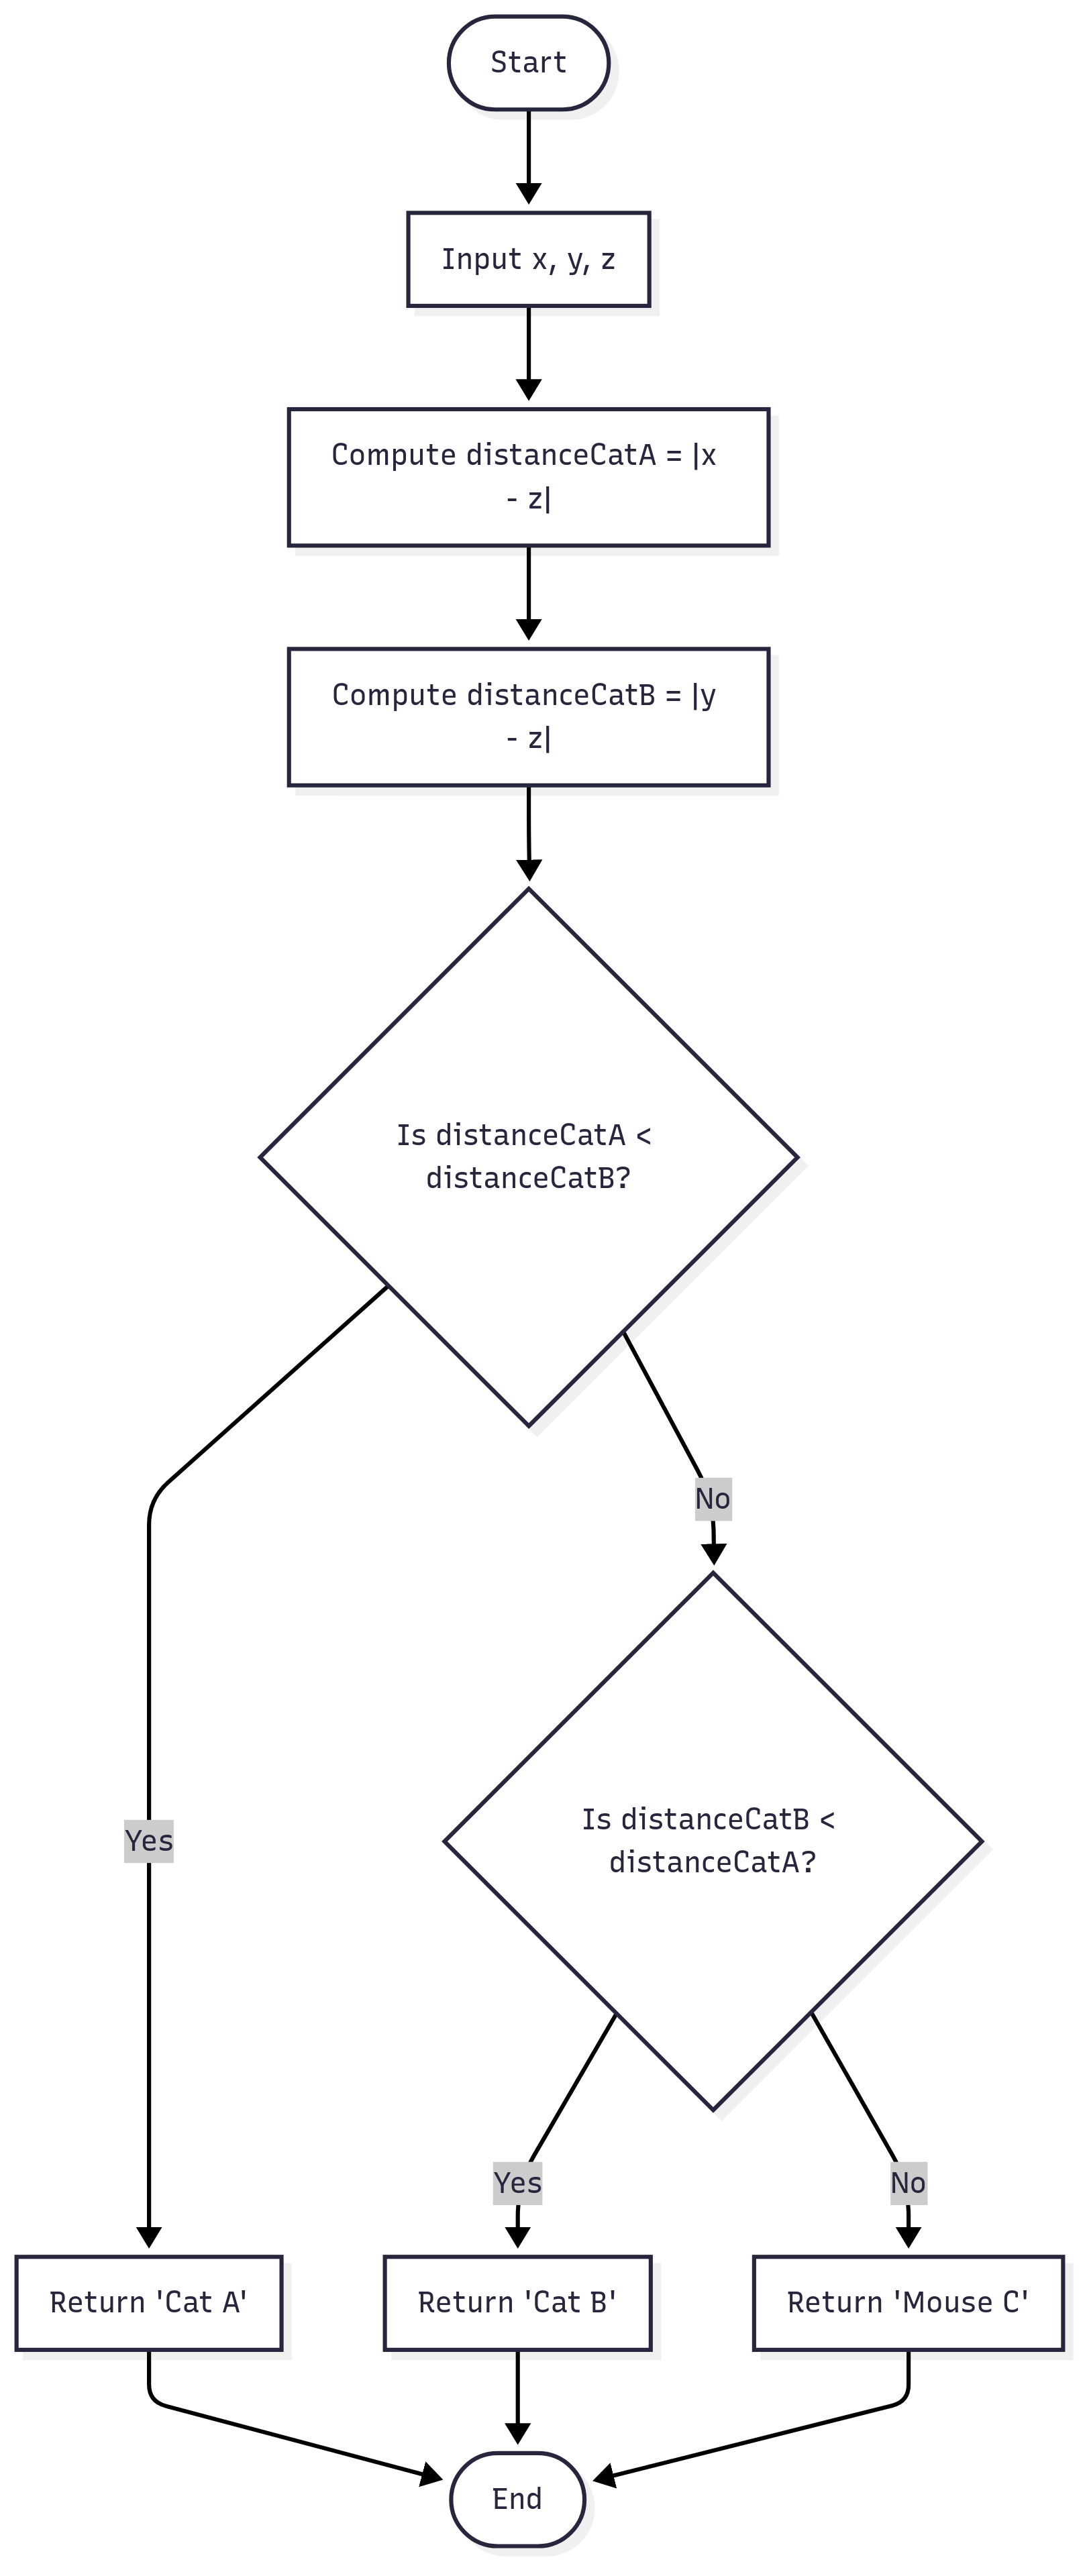 Start
Input x, y, z
Compute distanceCatA = |x
- z|
Compute distanceCatB = |y
- z|
Is distanceCatA <
distanceCatB?
No
Is distanceCatB <
distanceCatA?
Yes
Yes
No
Return 'Cat A'
Return 'Cat B'
Return 'Mouse C'
End